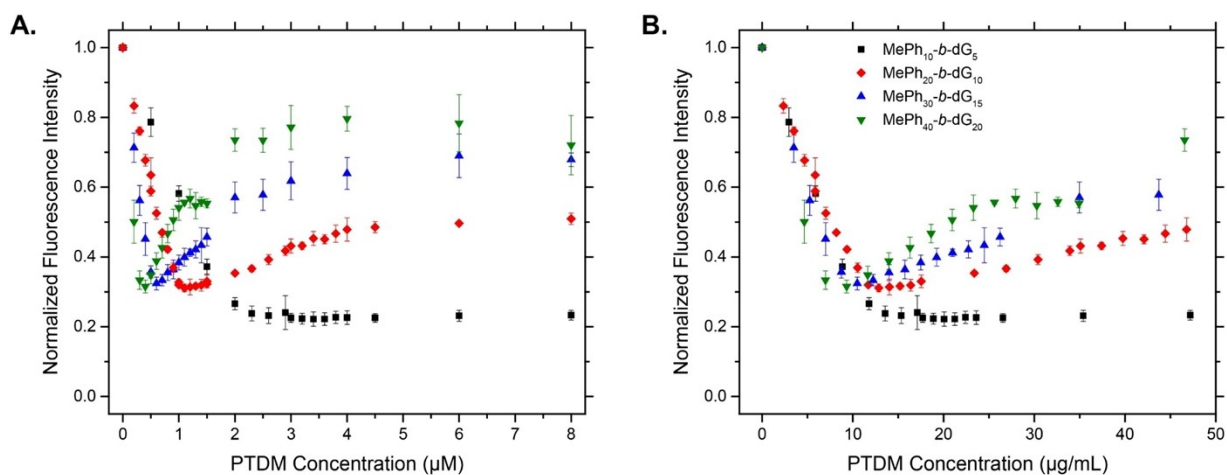 A.
Normalized Fluorescence Intensity
1.0
0.8
0.6
0.4
0.2
0.0
0 1 2 3 4 5 6 7 8
PTDM Concentration (µM)
B.
Normalized Fluorescence Intensity
1.0
0.8
0.6
0.4
0.2
0.0
MePh₁₀-b-dG₅
MePh₂₀-b-dG₁₀
MePh₃₀-b-dG₁₅
MePh₄₀-b-dG₂₀
0 10 20 30 40 50
PTDM Concentration (µg/mL)